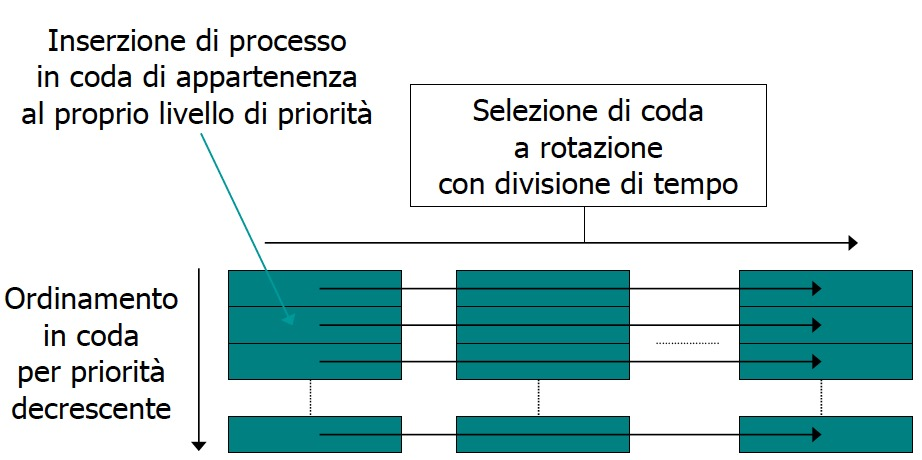 Inserzione di processo
in coda di appartenenza
al proprio livello di priorità
Selezione di coda
a rotazione
con divisione di tempo
Ordinamento
in coda
per priorità
decrescente